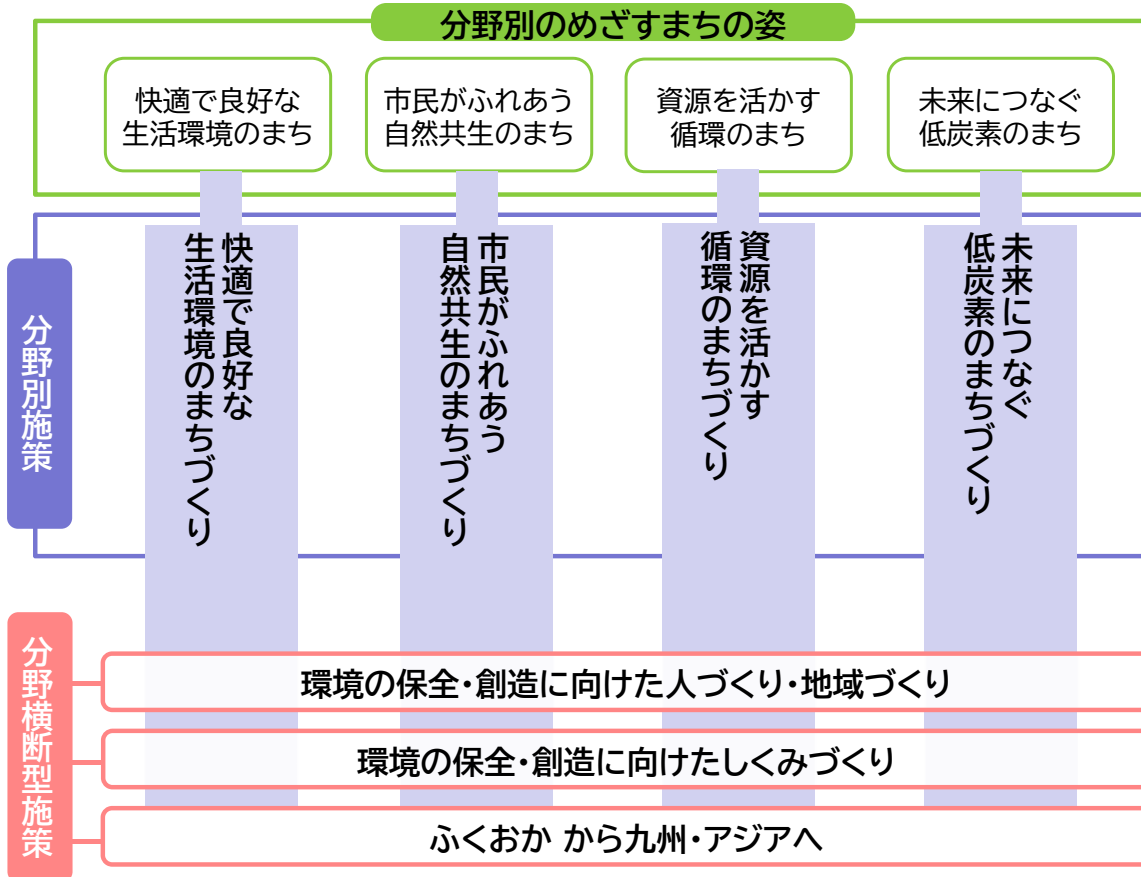 分野別のめざすまちの姿
快適で良好な
生活環境のまち
市民がふれあう
自然共生のまち
資源を活かす
循環のまち
未来につなぐ
低炭素のまち
分野別施策
快適で良好な
生活環境のまちづくり
市民がふれあう
自然共生のまちづくり
資源を活かす
循環のまちづくり
未来につなぐ
低炭素のまちづくり
分野横断型施策
環境の保全・創造に向けた人づくり・地域づくり
環境の保全・創造に向けたしくみづくり
ふくおか から九州・アジアへ